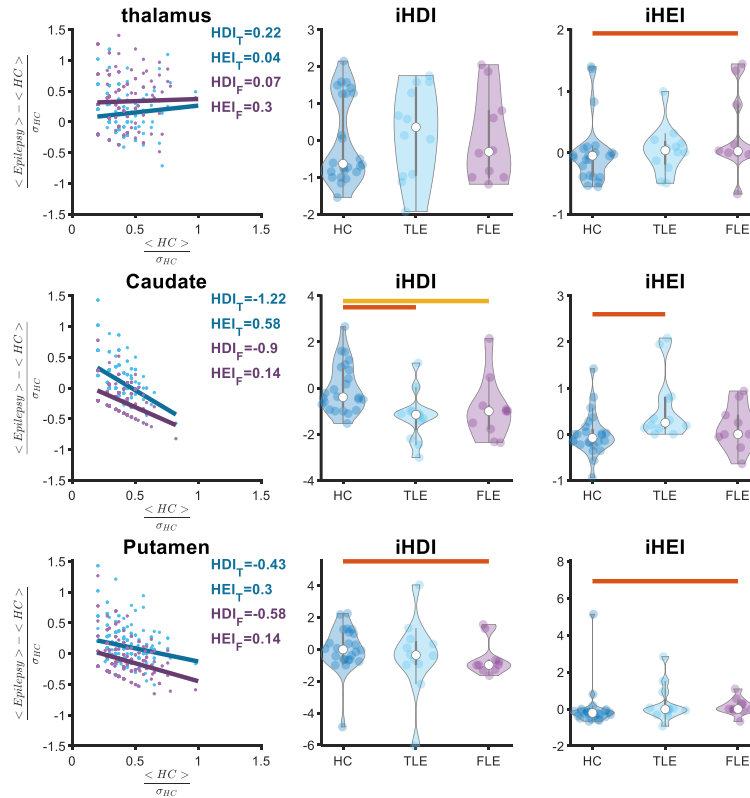 thalamus
iHDI
iHEI
HDI_T=0.22
HEI_T=0.04
HDI_F=0.07
HEI_F=0.3
<Epilepsy>−<HC>
σ_HC
1.5
1
0.5
0
-0.5
-1
-1.5
0
0.5
1
1.5
<HC>
σ_HC
3
2
1
0
-1
-2
HC
TLE
FLE
2
1
0
-1
HC
TLE
FLE
Caudate
iHDI
iHEI
HDI_T=-1.22
HEI_T=0.58
HDI_F=-0.9
HEI_F=0.14
<Epilepsy>−<HC>
σ_HC
1.5
1
0.5
0
-0.5
-1
-1.5
0
0.5
1
1.5
<HC>
σ_HC
4
2
0
-2
-4
HC
TLE
FLE
3
2
1
0
-1
HC
TLE
FLE
Putamen
iHDI
iHEI
HDI_T=-0.43
HEI_T=0.3
HDI_F=-0.58
HEI_F=0.14
<Epilepsy>−<HC>
σ_HC
1.5
1
0.5
0
-0.5
-1
-1.5
0
0.5
1
1.5
<HC>
σ_HC
6
4
2
0
-2
-4
-6
HC
TLE
FLE
8
6
4
2
0
-2
HC
TLE
FLE